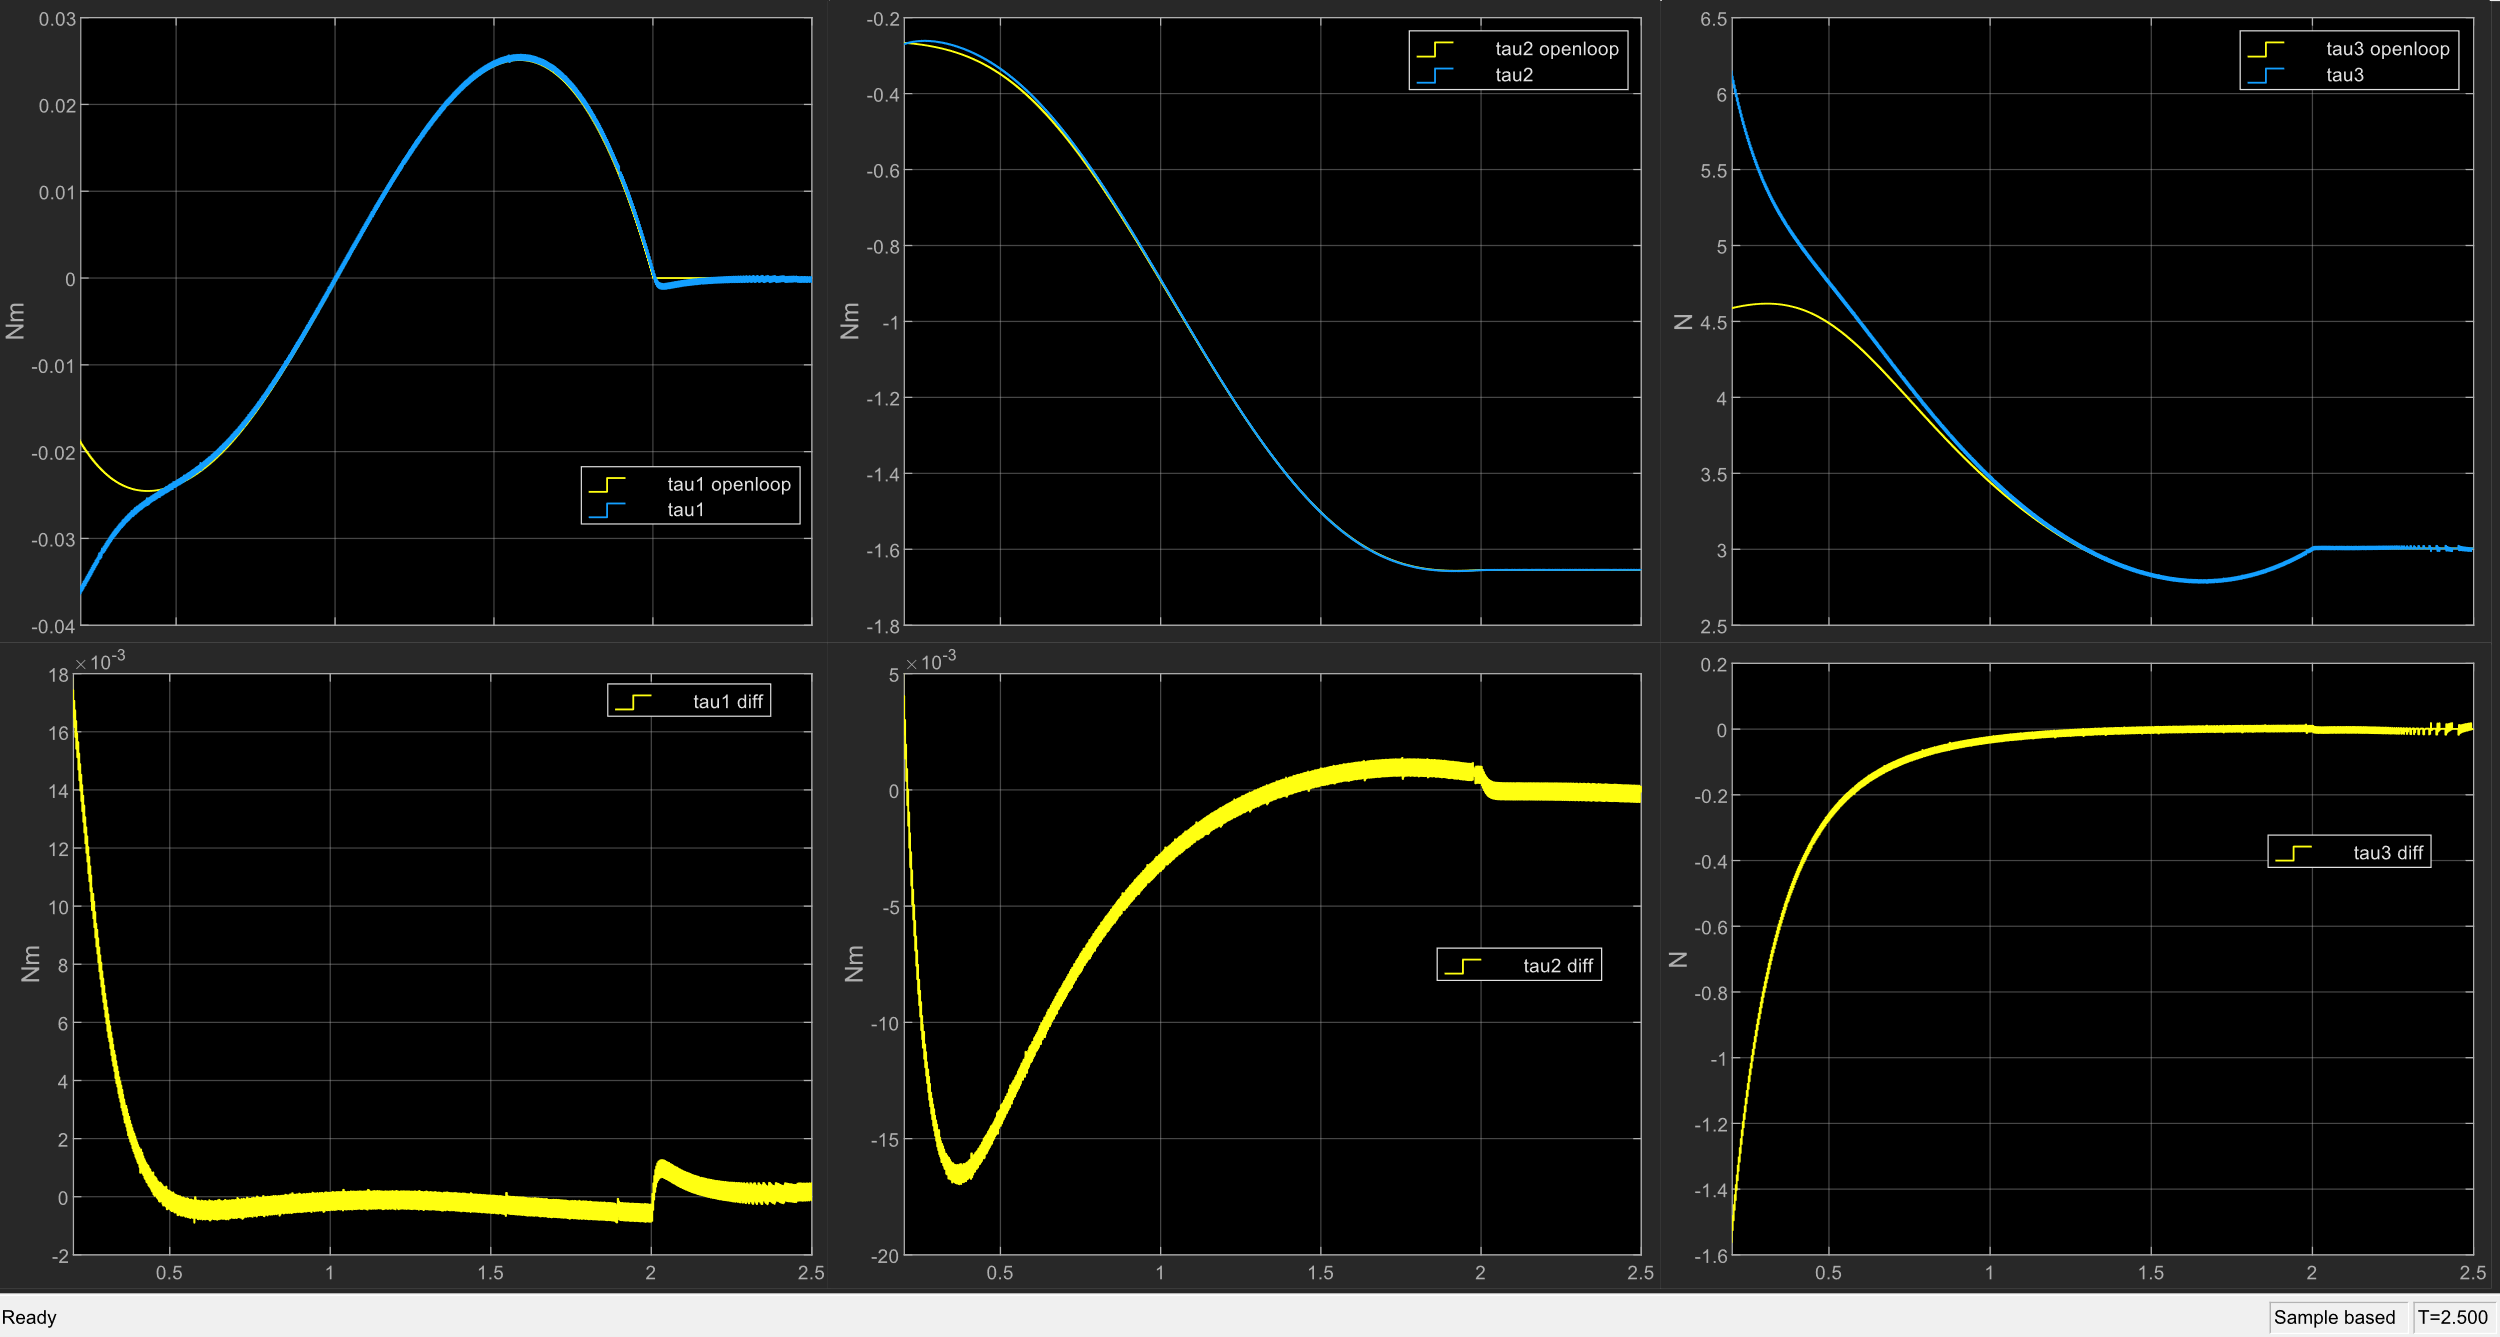 0.03
0.02
0.01
0
-0.01
-0.02
-0.03
-0.04
Nm
tau1 openloop
tau1
-0.2
-0.4
-0.6
-0.8
-1
-1.2
-1.4
-1.6
-1.8
Nm
tau2 openloop
tau2
6.5
6
5.5
5
4.5
4
3.5
3
2.5
N
tau3 openloop
tau3
×10-3
18
16
14
12
10
8
6
4
2
0
-2
Nm
tau1 diff
0.5 1 1.5 2 2.5
×10-3
5
0
-5
-10
-15
-20
Nm
tau2 diff
0.5 1 1.5 2 2.5
0.2
0
-0.2
-0.4
-0.6
-0.8
-1
-1.2
-1.4
-1.6
N
tau3 diff
0.5 1 1.5 2 2.5
Ready Sample based T=2.500